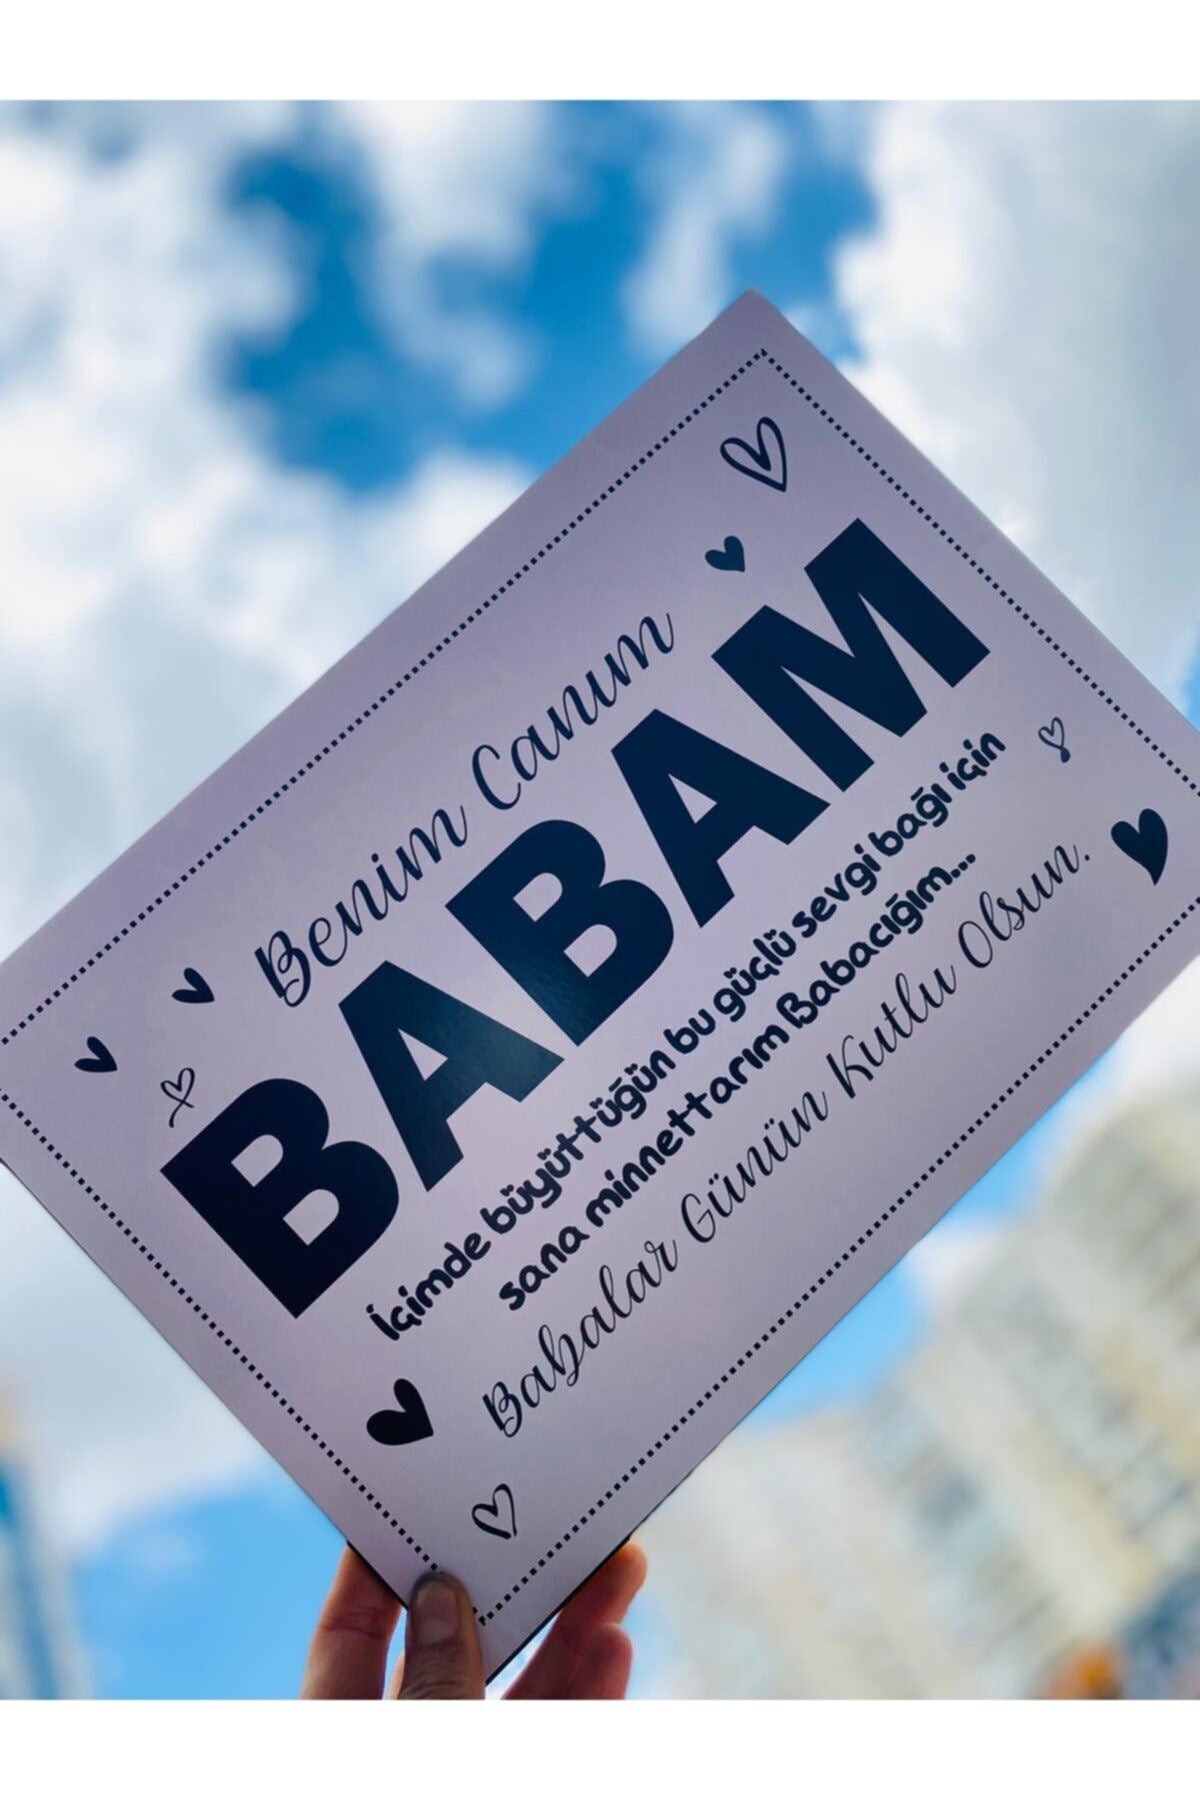 Benim Canım
BABAM
İçimde büyüttüğün bu güçlü sevgi bağı için
sana minnettarım Babacığım...
Babalar Günün Kutlu Olsun.